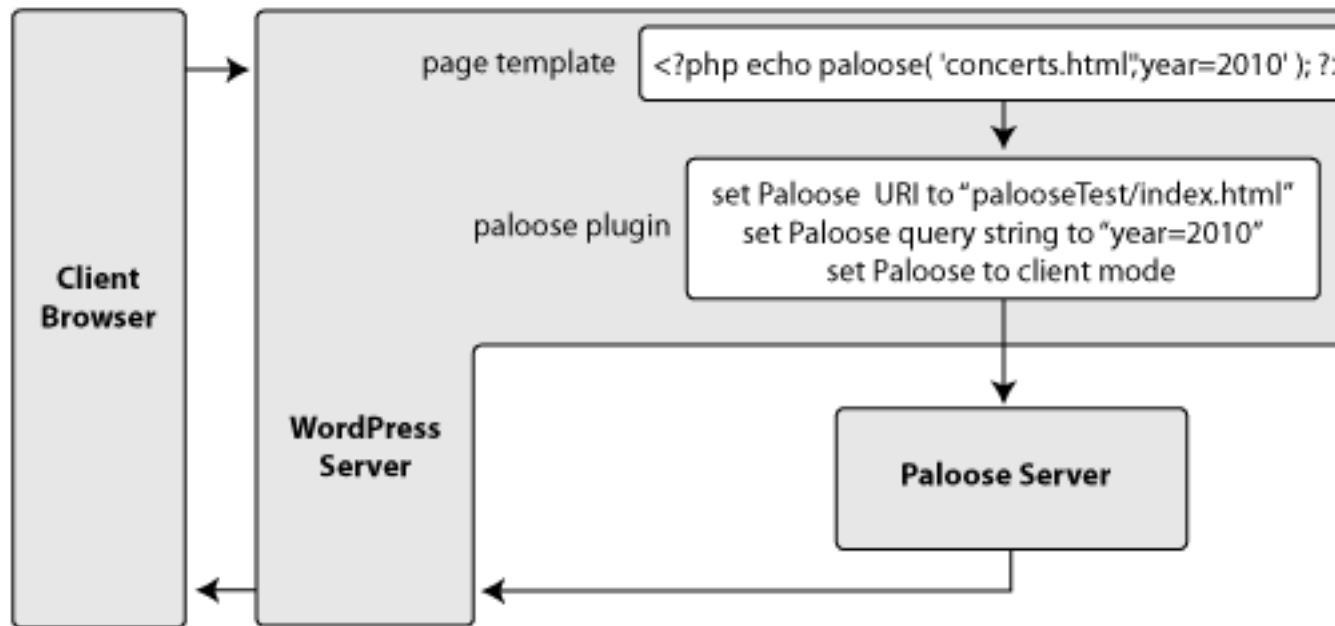 page template
<?php echo paloose( 'concerts.html",'year=2010' ); ?>
set Paloose URI to “palooseTest/index.html”
paloose plugin
set Paloose query string to “year=2010”
set Paloose to client mode
Client
Browser
WordPress
Server
Paloose Server